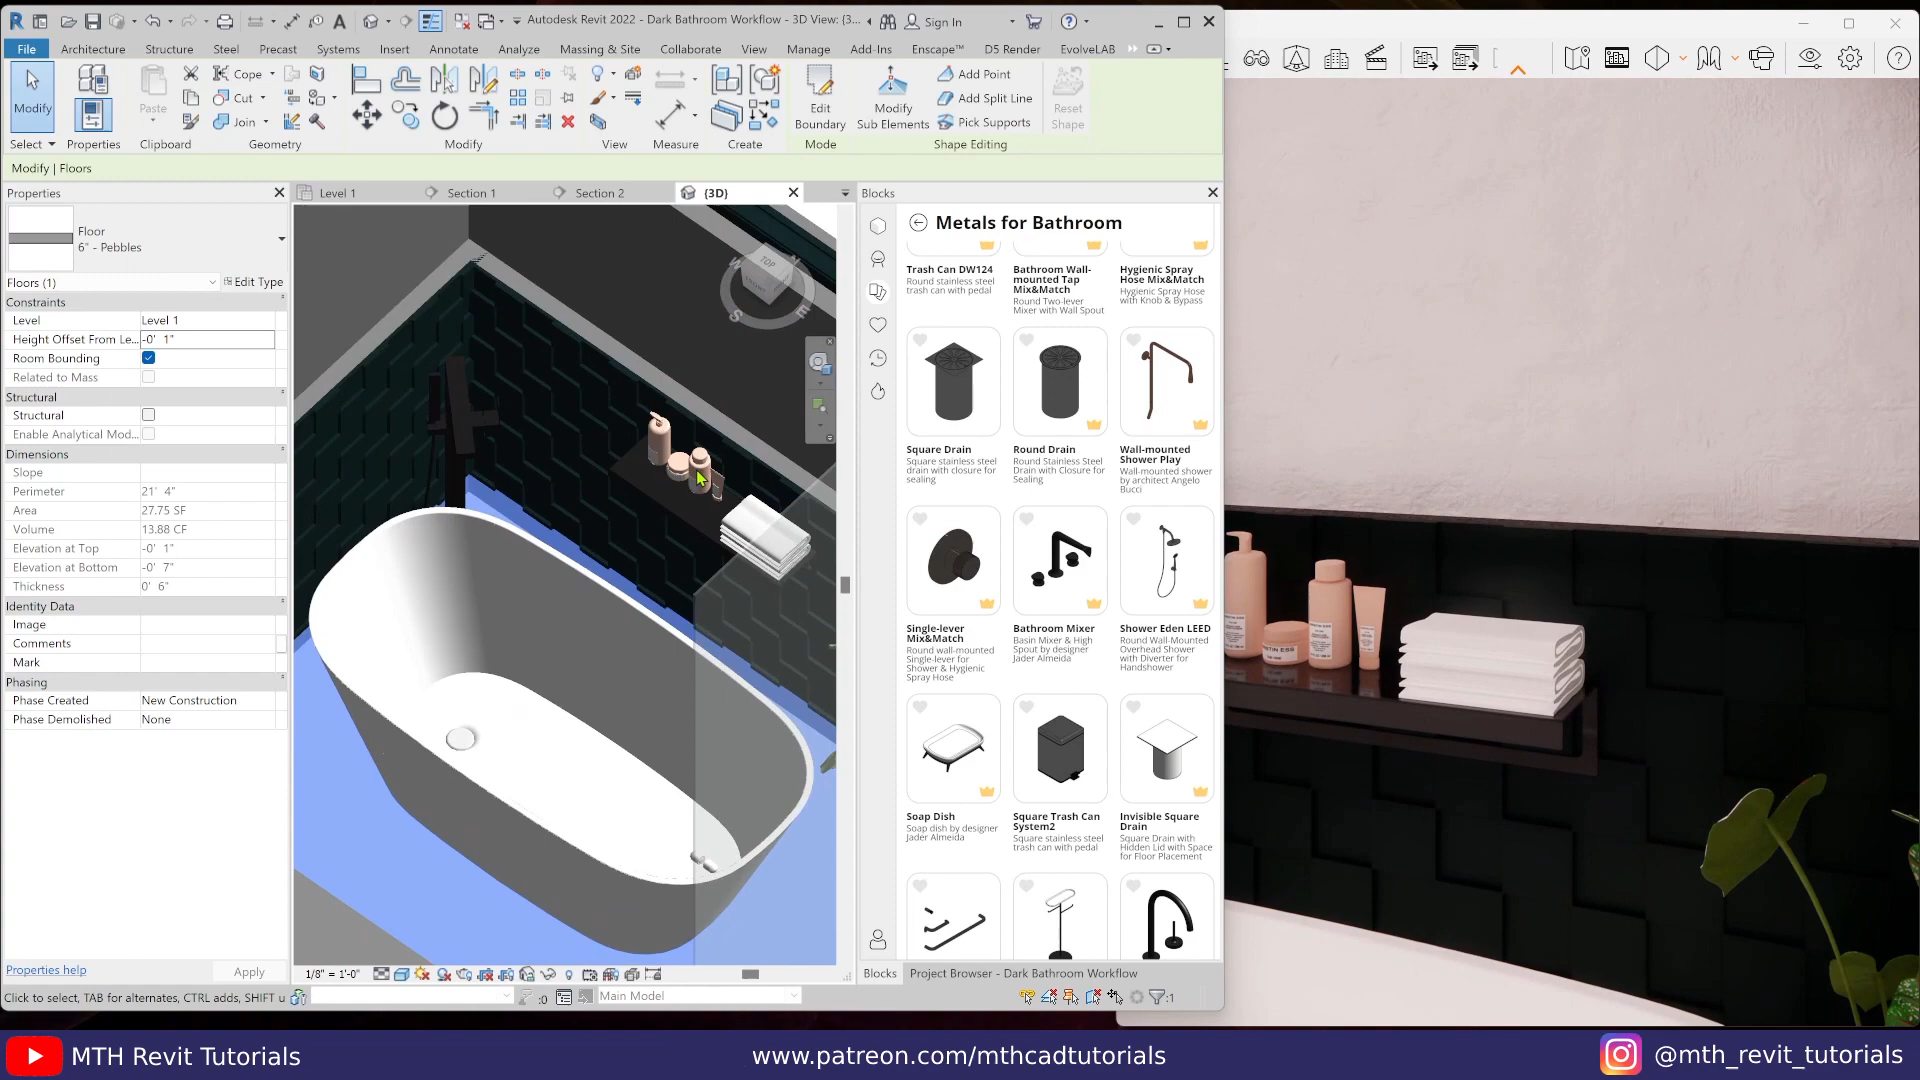 Autodesk Revit 2022 - Dark Bathroom Workflow - 3D View: {3...
Sign In
File
Architecture
Structure
Steel
Precast
Systems
Insert
Annotate
Analyze
Massing & Site
Collaborate
View
Manage
Add-Ins
Enscape™
D5 Render
EvolveLAB
Modify
Paste
Cope
Cut
Join
Edit
Boundary
Modify
Sub Elements
Add Point
Add Split Line
Pick Supports
Reset
Shape
Select
Properties
Clipboard
Geometry
Modify
View
Measure
Create
Mode
Shape Editing
Modify | Floors
Properties
Level 1
Section 1
Section 2
{3D}
Blocks
Floor
6" - Pebbles
Floors (1)
Edit Type
Constraints
Level
Level 1
Height Offset From Le...
-0' 1"
Room Bounding
Related to Mass
Structural
Structural
Enable Analytical Mod...
Dimensions
Slope
Perimeter
21' 4"
Area
27.75 SF
Volume
13.88 CF
Elevation at Top
-0' 1"
Elevation at Bottom
-0' 7"
Thickness
0' 6"
Identity Data
Image
Comments
Mark
Phasing
Phase Created
New Construction
Phase Demolished
None
Properties help
Apply
TOP
W
S
E
Metals for Bathroom
Trash Can DW124
Round stainless steel
trash can with pedal
Bathroom Wall-
mounted Tap
Mix&Match
Round Two-lever
Mixer with Wall Spout
Hygienic Spray
Hose Mix&Match
Hygienic Spray Hose
with Knob & Bypass
Square Drain
Square stainless steel
drain with closure for
sealing
Round Drain
Round Stainless Steel
Drain with Closure for
Sealing
Wall-mounted
Shower Play
Wall-mounted shower
by architect Angelo
Bucci
Single-lever
Mix&Match
Round wall-mounted
Single-lever for
Shower & Hygienic
Spray Hose
Bathroom Mixer
Basin Mixer & High
Spout by designer
Jader Almeida
Shower Eden LEED
Round Wall-Mounted
Overhead Shower
with Diverter for
Handshower
Soap Dish
Soap dish by designer
Jader Almeida
Square Trash Can
System2
Square stainless steel
trash can with pedal
Invisible Square
Drain
Square Drain with
Hidden Lid with Space
for Floor Placement
1/8" = 1'-0"
Blocks
Project Browser - Dark Bathroom Workflow
Click to select, TAB for alternates, CTRL adds, SHIFT u
:0
Main Model
:1
MTH Revit Tutorials
www.patreon.com/mthcadtutorials
@mth_revit_tutorials